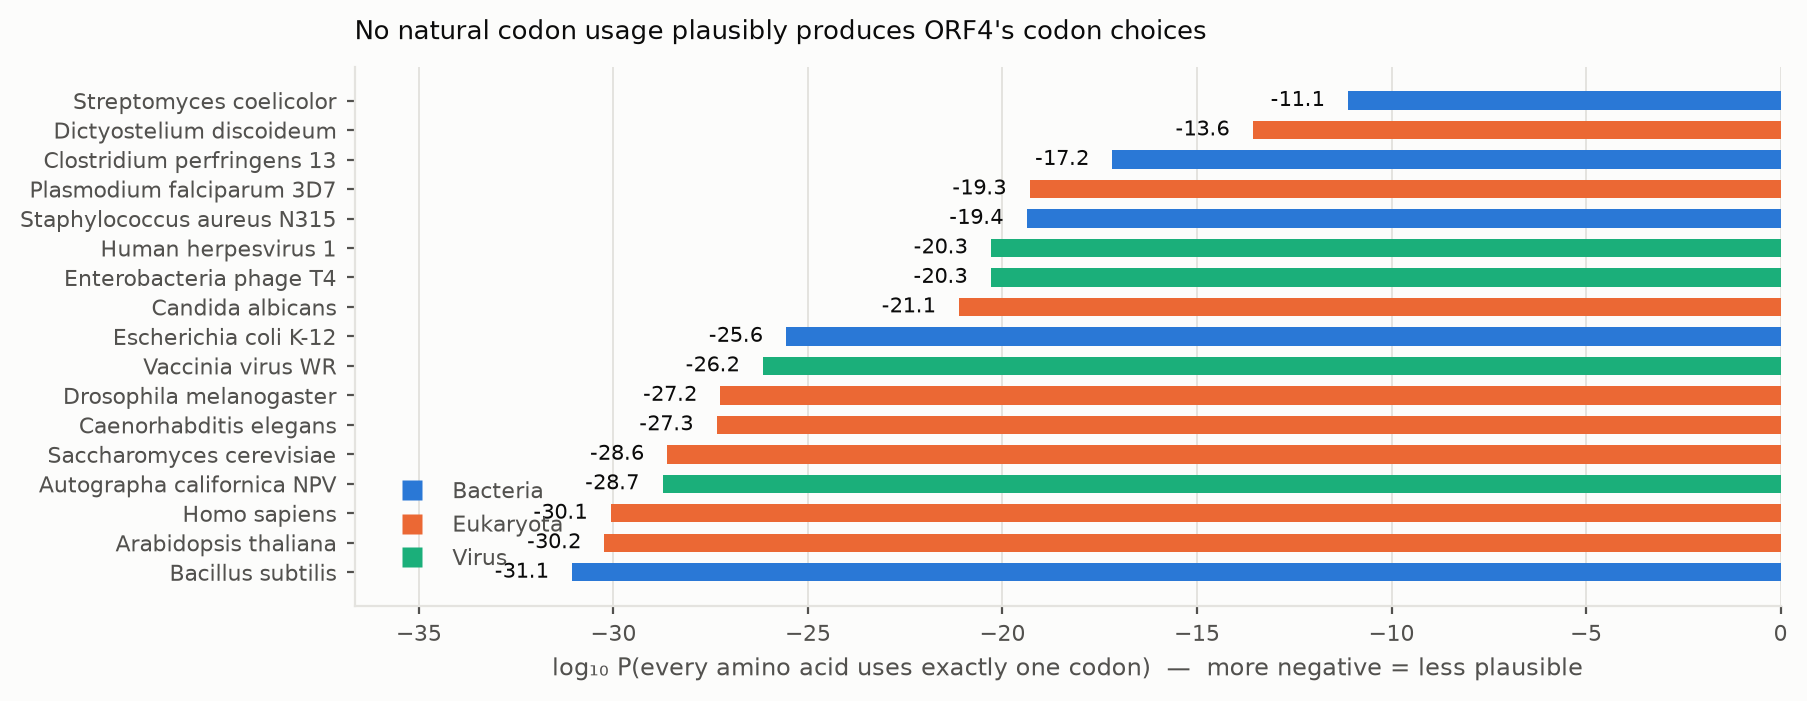 No natural codon usage plausibly produces ORF4's codon choices
Streptomyces coelicolor -11.1
Dictyostelium discoideum -13.6
Clostridium perfringens 13 -17.2
Plasmodium falciparum 3D7 -19.3
Staphylococcus aureus N315 -19.4
Human herpesvirus 1 -20.3
Enterobacteria phage T4 -20.3
Candida albicans -21.1
Escherichia coli K-12 -25.6
Vaccinia virus WR -26.2
Drosophila melanogaster -27.2
Caenorhabditis elegans -27.3
Saccharomyces cerevisiae -28.6
Autographa californica NPV -28.7
Homo sapiens -30.1
Arabidopsis thaliana -30.2
Bacillus subtilis -31.1
Bacteria
Eukaryota
Virus
−35 −30 −25 −20 −15 −10 −5 0
log₁₀ P(every amino acid uses exactly one codon) — more negative = less plausible